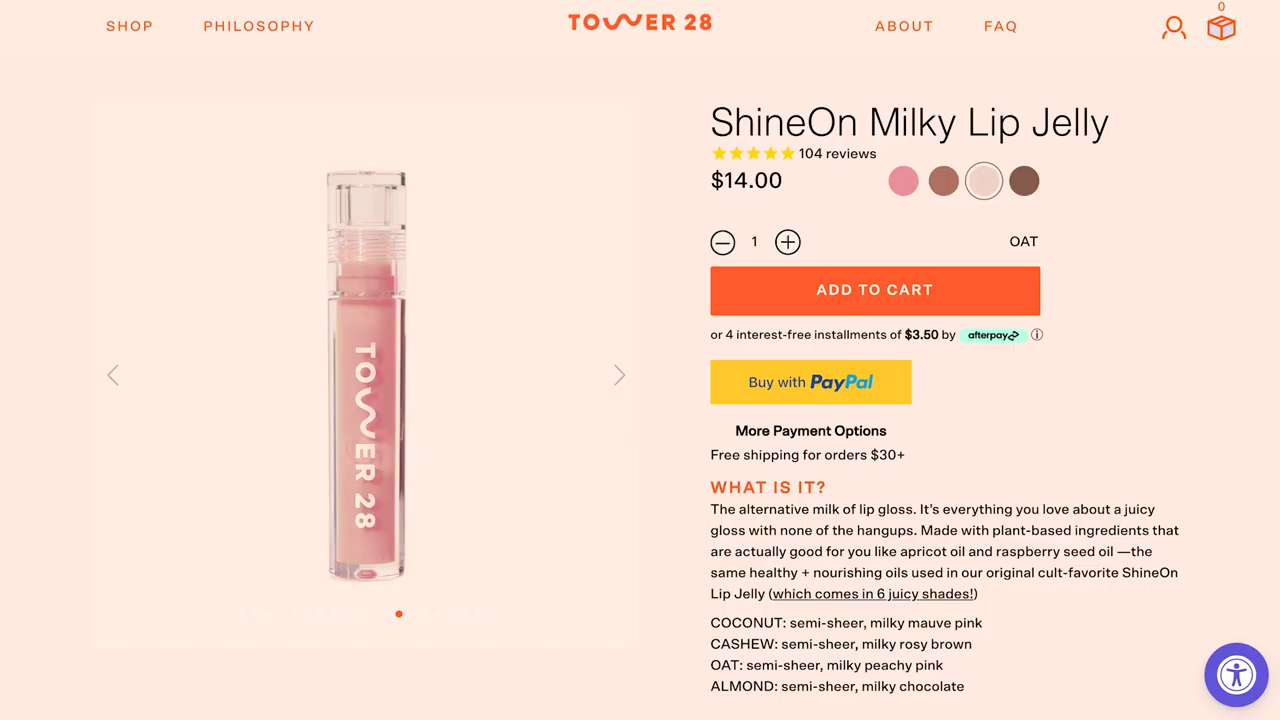 SHOP
PHILOSOPHY
TOWER 28
ABOUT
FAQ
0
ShineOn Milky Lip Jelly
104 reviews
$14.00
1
OAT
ADD TO CART
or 4 interest-free installments of $3.50 by afterpay
Buy with PayPal
More Payment Options
Free shipping for orders $30+
WHAT IS IT?
The alternative milk of lip gloss. It’s everything you love about a juicy
gloss with none of the hangups. Made with plant-based ingredients that
are actually good for you like apricot oil and raspberry seed oil —the
same healthy + nourishing oils used in our original cult-favorite ShineOn
Lip Jelly (which comes in 6 juicy shades!)
COCONUT: semi-sheer, milky mauve pink
CASHEW: semi-sheer, milky rosy brown
OAT: semi-sheer, milky peachy pink
ALMOND: semi-sheer, milky chocolate
TOWER 28